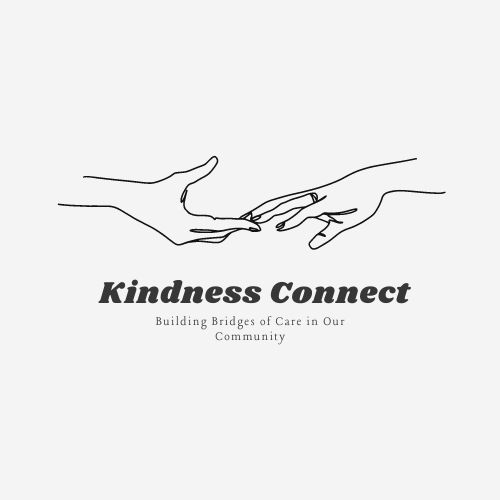 Kindness Connect
Building Bridges of Care in Our
Community